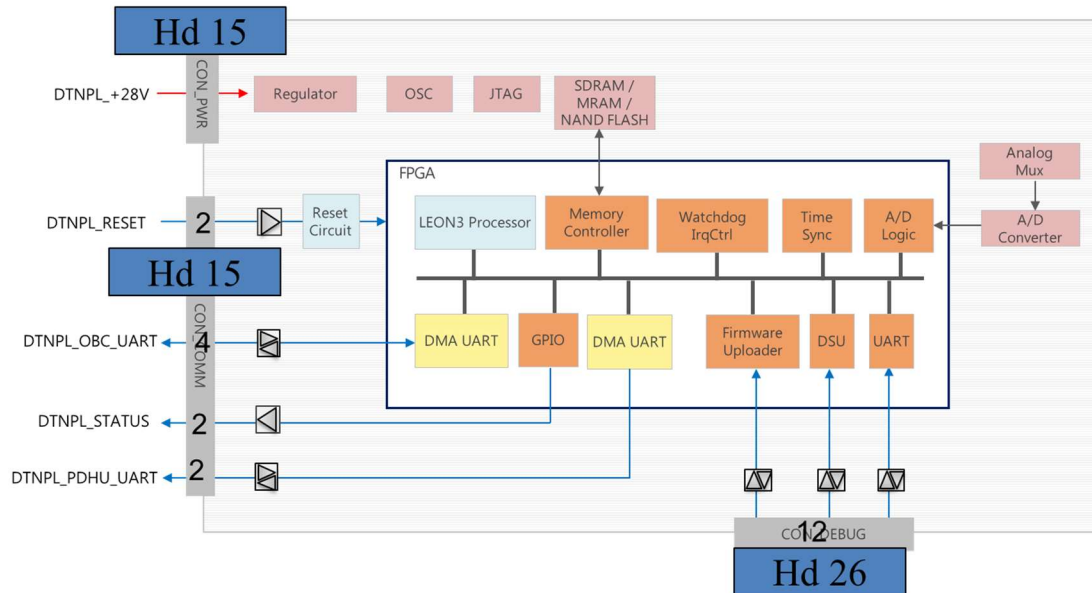 Hd 15
CON_PWR
DTNPL_+28V
Regulator
OSC
JTAG
SDRAM /
MRAM /
NAND FLASH
Analog
Mux
FPGA
DTNPL_RESET
2
Reset
Circuit
LEON3 Processor
Memory
Controller
Watchdog
IrqCtrl
Time
Sync
A/D
Logic
A/D
Converter
Hd 15
DTNPL_OBC_UART
4
DMA UART
GPIO
DMA UART
Firmware
Uploader
DSU
UART
DTNPL_STATUS
2
DTNPL_PDHU_UART
2
12
Hd 26